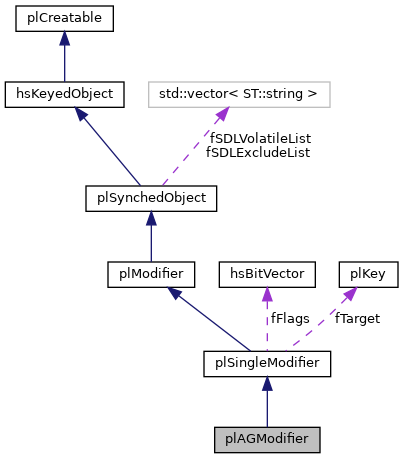 plCreatable
hsKeyedObject
std::vector< ST::string >
fSDLVolatileList
fSDLExcludeList
plSynchedObject
plModifier
hsBitVector
plKey
fFlags
fTarget
plSingleModifier
plAGModifier